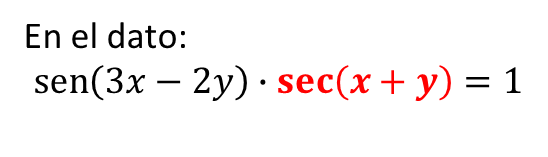 En el dato:
sen(3x − 2y) · sec(x + y) = 1